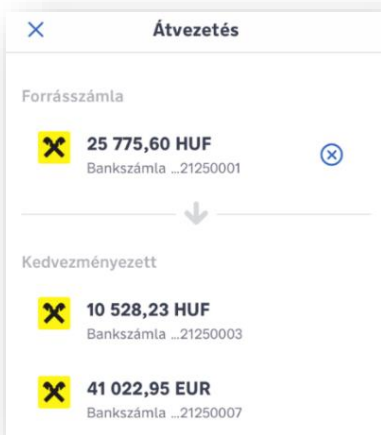 Átvezetés
Forrásszámla
25 775,60 HUF
Bankszámla ...21250001
Kedvezményezett
10 528,23 HUF
Bankszámla ...21250003
41 022,95 EUR
Bankszámla ...21250007